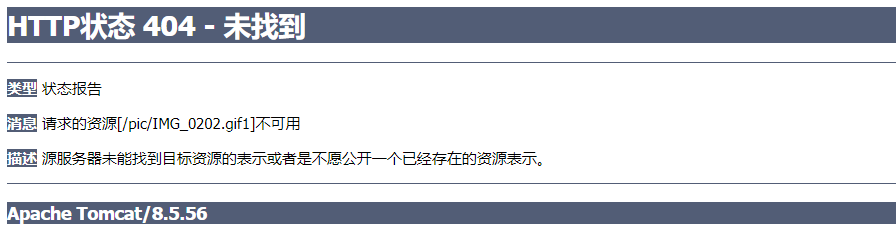 HTTP状态 404 - 未找到
类型 状态报告
消息 请求的资源[/pic/IMG_0202.gif1]不可用
描述 源服务器未能找到目标资源的表示或者是不愿公开一个已经存在的资源表示。
Apache Tomcat/8.5.56